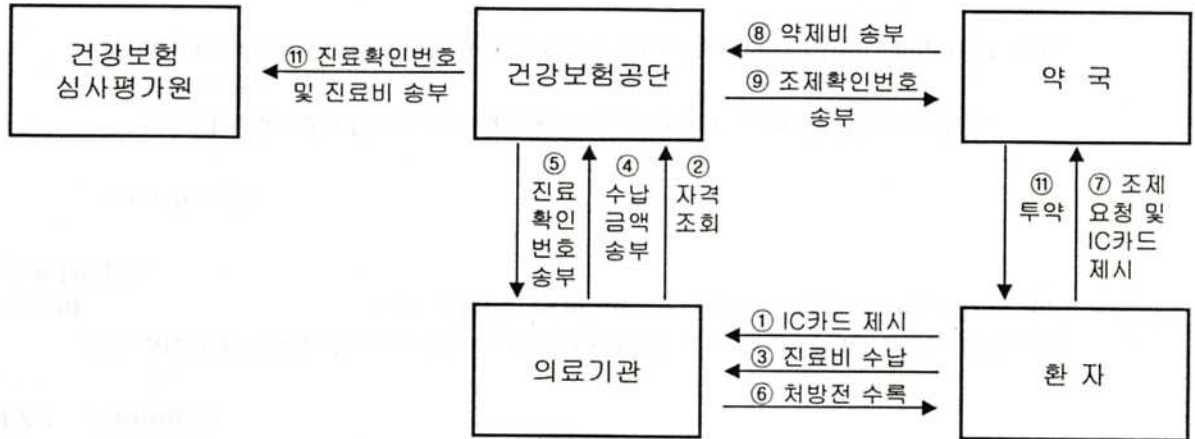 건강보험
심사평가원
⑪ 진료확인번호
및 진료비 송부
건강보험공단
⑧ 약제비 송부
⑨ 조제확인번호
송부
약 국
⑤
진료
확인
번호
송부
④
수납
금액
송부
②
자격
조회
⑪
투약
⑦ 조제
요청 및
IC카드
제시
의료기관
① IC카드 제시
③ 진료비 수납
⑥ 처방전 수록
환 자